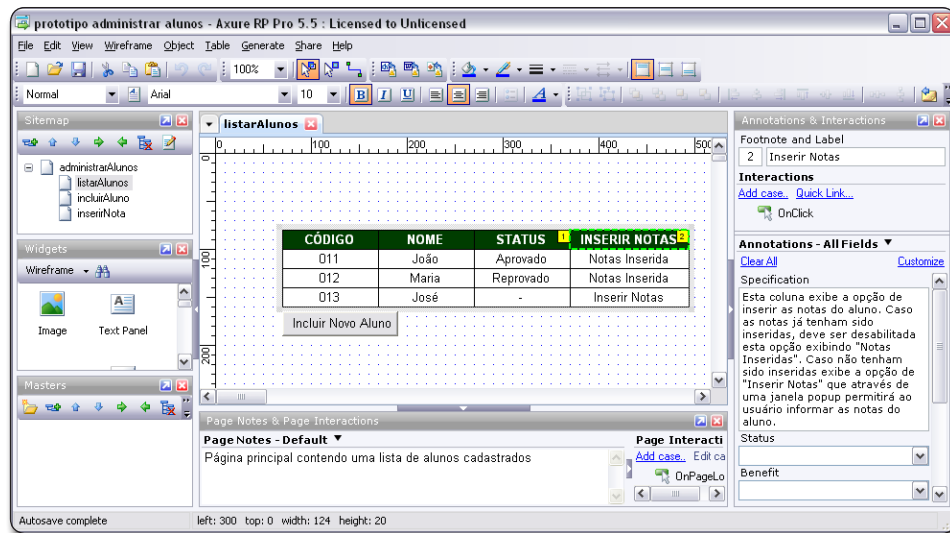 prototipo administrar alunos - Axure RP Pro 5.5 : Licensed to Unlicensed
File Edit View Wireframe Object Table Generate Share Help
100%
Normal Arial 10 B I U A
Sitemap
administrarAlunos
listarAlunos
incluirAluno
inserirNota
Widgets
Wireframe
Image Text Panel
Masters
listarAlunos
0 100 200 300 400 500
100
200
CÓDIGO NOME STATUS 1 INSERIR NOTAS 2
011 João Aprovado Notas Inserida
012 Maria Reprovado Notas Inserida
013 José - Inserir Notas
Incluir Novo Aluno
Page Notes & Page Interactions
Page Notes - Default
Página principal contendo uma lista de alunos cadastrados
Page Interacti
Add case.. Edit ca
OnPageLo
Annotations & Interactions
Footnote and Label
2 Inserir Notas
Interactions
Add case.. Quick Link...
OnClick
Annotations - All Fields
Clear All Customize
Specification
Esta coluna exibe a opção de
inserir as notas do aluno. Caso
as notas já tenham sido
inseridas, deve ser desabilitada
esta opção exibindo "Notas
Inseridas". Caso não tenham
sido inseridas exibe a opção de
"Inserir Notas" que através de
uma janela popup permitirá ao
usuário informar as notas do
aluno.
Status
Benefit
Autosave complete left: 300 top: 0 width: 124 height: 20